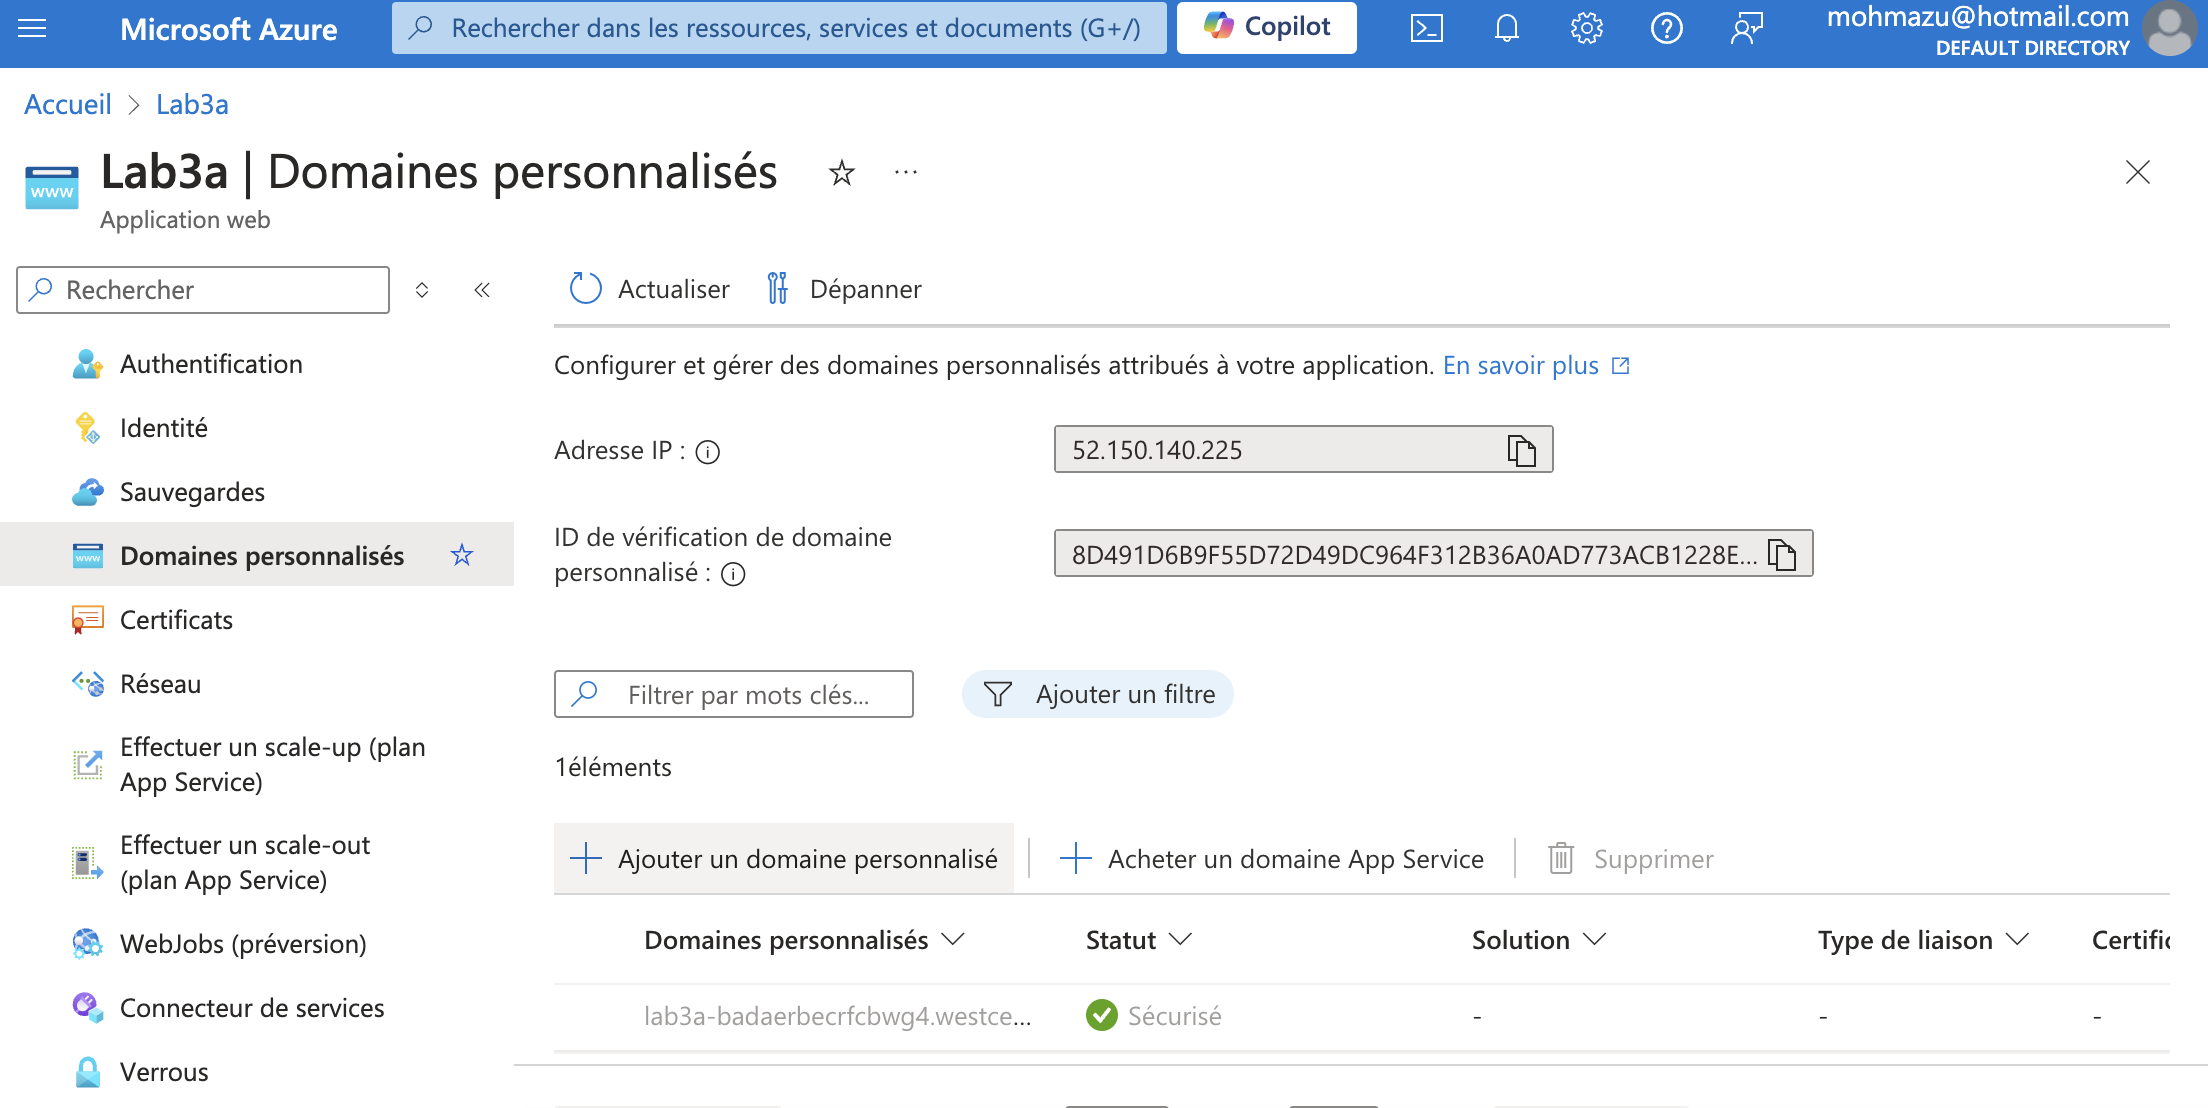 Microsoft Azure
Rechercher dans les ressources, services et documents (G+/)
Copilot
mohmazu@hotmail.com
DEFAULT DIRECTORY
Accueil > Lab3a
www
Lab3a | Domaines personnalisés
Application web
Rechercher
Actualiser
Dépanner
Authentification
Identité
Sauvegardes
www
Domaines personnalisés
Certificats
Réseau
Effectuer un scale-up (plan
App Service)
Effectuer un scale-out
(plan App Service)
WebJobs (préversion)
Connecteur de services
Verrous
Configurer et gérer des domaines personnalisés attribués à votre application. En savoir plus
Adresse IP :
52.150.140.225
ID de vérification de domaine
personnalisé :
8D491D6B9F55D72D49DC964F312B36A0AD773ACB1228E...
Filtrer par mots clés...
Ajouter un filtre
1éléments
Ajouter un domaine personnalisé
Acheter un domaine App Service
Supprimer
Domaines personnalisés
Statut
Solution
Type de liaison
Certific
lab3a-badaerbecrfcbwg4.westce...
Sécurisé
-
-
-